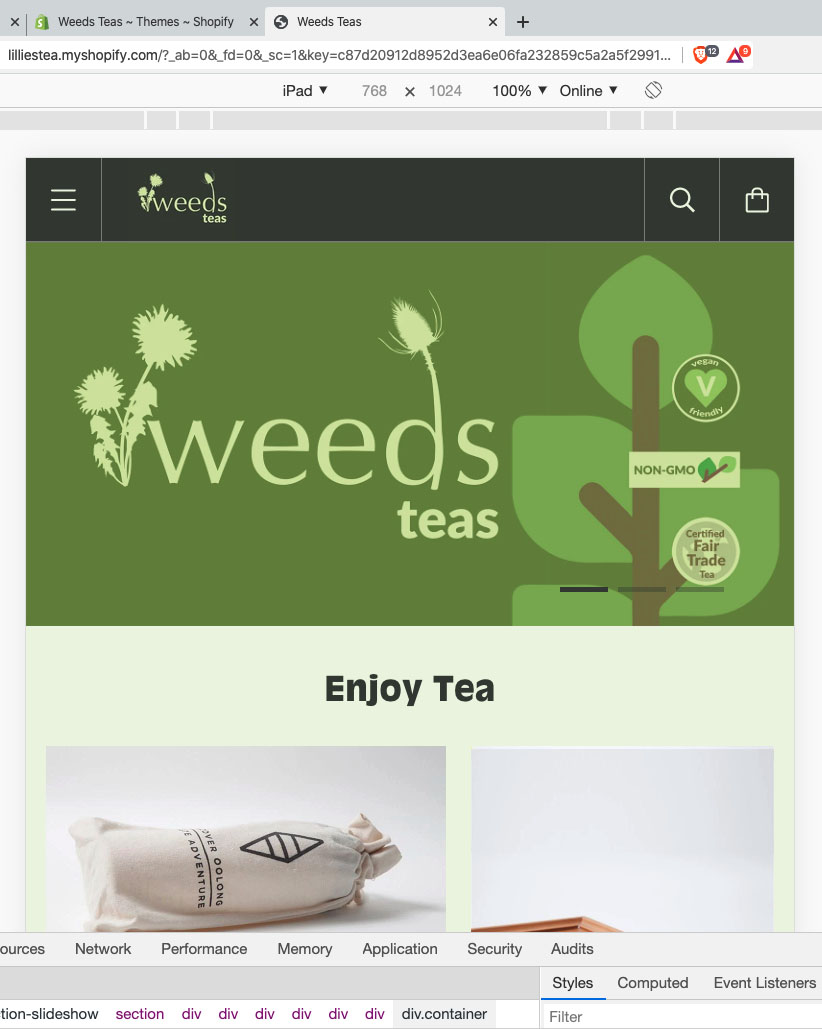 Weeds Teas ~ Themes ~ Shopify
Weeds Teas
lilliestea.myshopify.com/?_ab=0&_fd=0&_sc=1&key=c87d20912d8952d3ea6e06fa232859c5a2a5f2991...
12
9
iPad ▼ 768 × 1024 100% ▼ Online ▼
weeds
teas
weeds
teas
vegan
V
friendly
NON-GMO
Certified
Fair
Trade
Tea
Enjoy Tea
OVER OOLONG
E ADVENTURE
ources Network Performance Memory Application Security Audits
Styles Computed Event Listeners
tion-slideshow section div div div div div div div.container
Filter